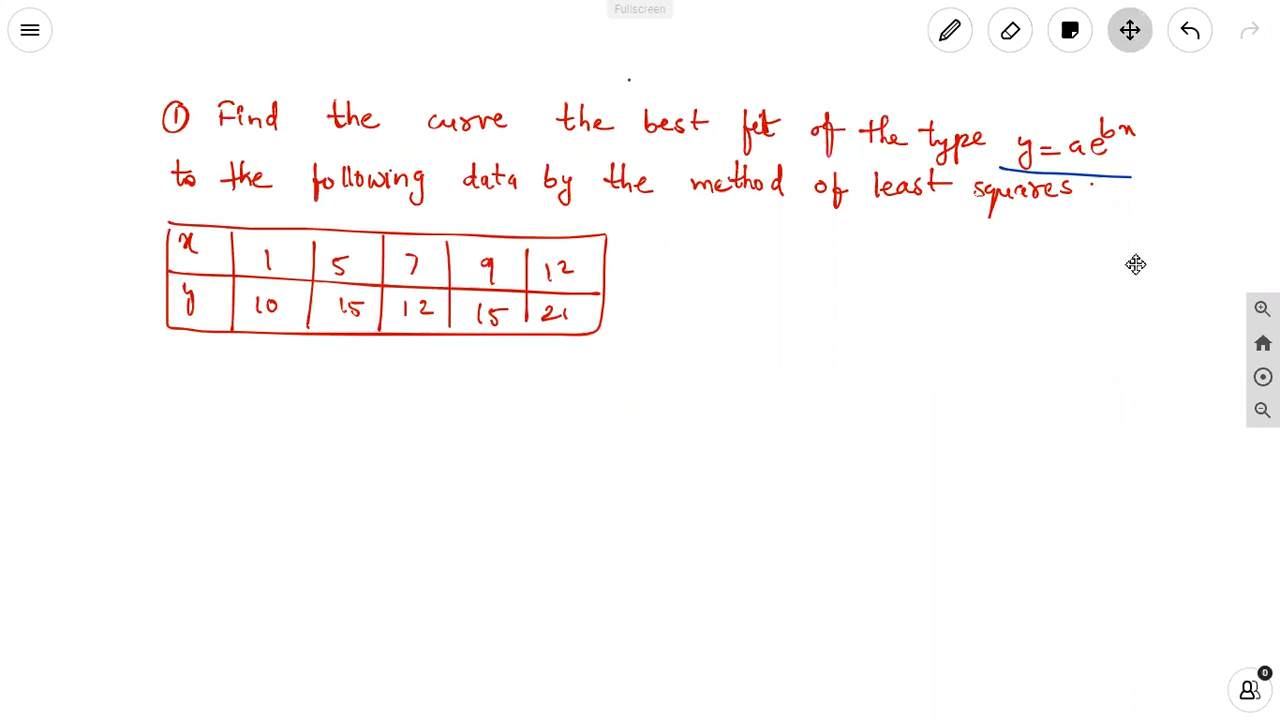 Fullscreen
① Find the curve the best fit of the type y = ae^bx
to the following data by the method of least squares.
x 1 5 7 9 12
y 10 15 12 15 21
0